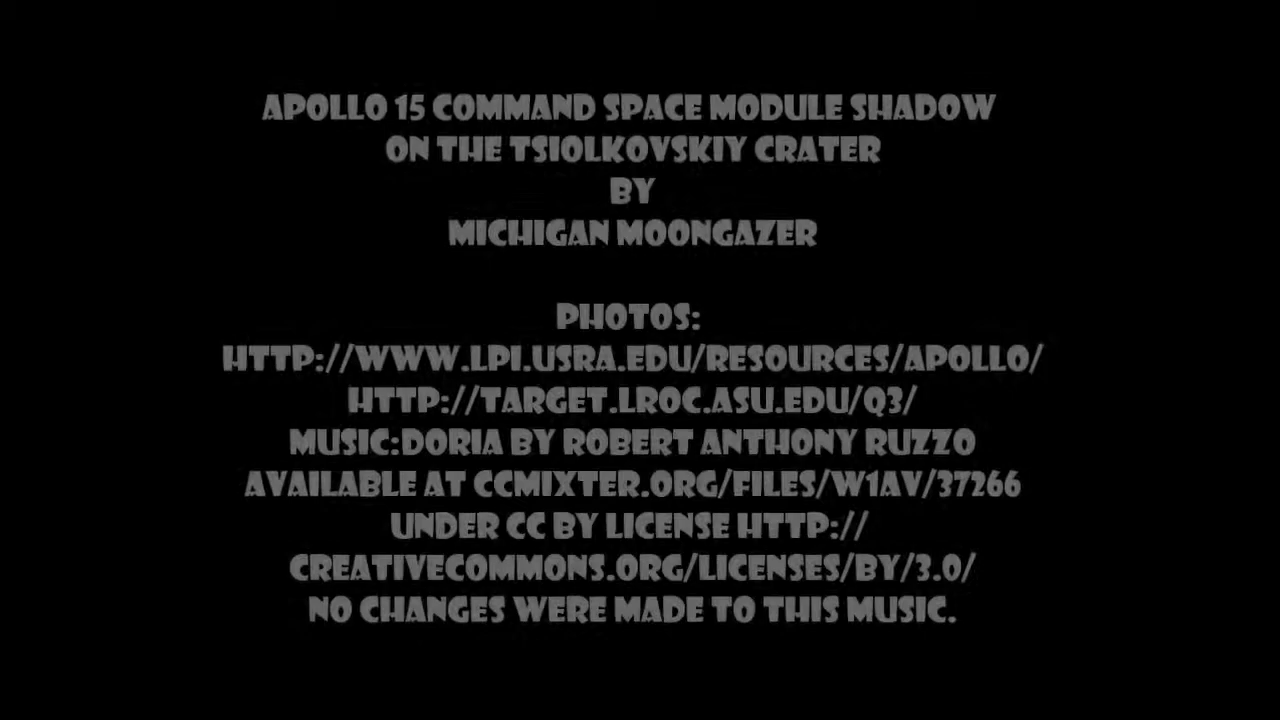 APOLLO 15 COMMAND SPACE MODULE SHADOW
ON THE TSIOLKOVSKIY CRATER
BY
MICHIGAN MOONGAZER
PHOTOS:
HTTP://WWW.LPI.USRA.EDU/RESOURCES/APOLLO/
HTTP://TARGET.LROC.ASU.EDU/Q3/
MUSIC:DORIA BY ROBERT ANTHONY RUZZO
AVAILABLE AT CCMIXTER.ORG/FILES/W1AV/37266
UNDER CC BY LICENSE HTTP://
CREATIVECOMMONS.ORG/LICENSES/BY/3.0/
NO CHANGES WERE MADE TO THIS MUSIC.